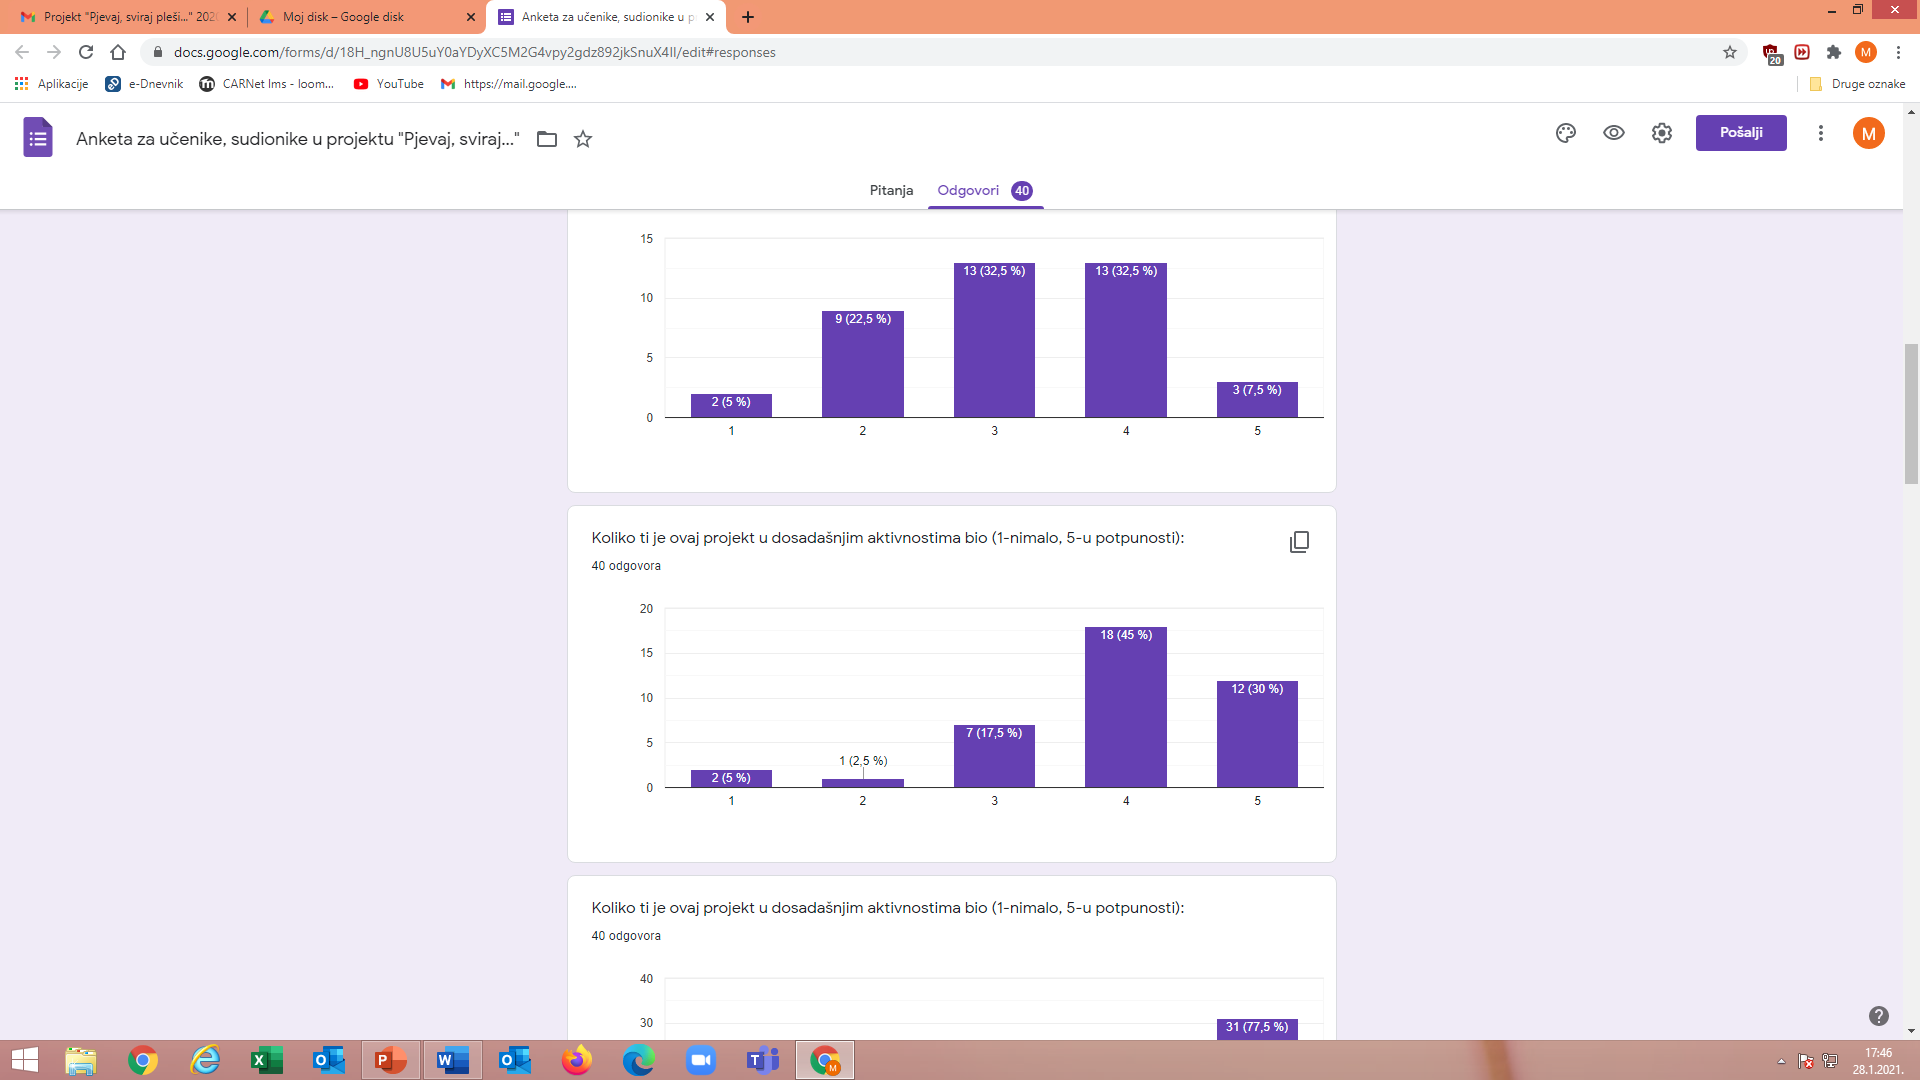 Projekt "Pjevaj, sviraj pleši..." 202
Moj disk – Google disk
Anketa za učenike, sudionike u p
docs.google.com/forms/d/18H_ngnU8U5uY0aYDyXC5M2G4vpy2gdz892jkSnuX4lI/edit#responses
20
M
Aplikacije
e-Dnevnik
CARNet lms - loom...
YouTube
https://mail.google....
Druge oznake
Anketa za učenike, sudionike u projektu "Pjevaj, sviraj..."
Pošalji
M
Pitanja
Odgovori 40
15
10
5
0
2 (5 %)
9 (22,5 %)
13 (32,5 %)
13 (32,5 %)
3 (7,5 %)
1 2 3 4 5
Koliko ti je ovaj projekt u dosadašnjim aktivnostima bio (1-nimalo, 5-u potpunosti):
40 odgovora
20
15
10
5
0
2 (5 %)
1 (2,5 %)
7 (17,5 %)
18 (45 %)
12 (30 %)
1 2 3 4 5
Koliko ti je ovaj projekt u dosadašnjim aktivnostima bio (1-nimalo, 5-u potpunosti):
40 odgovora
40
30
31 (77,5 %)
17:46
28.1.2021.